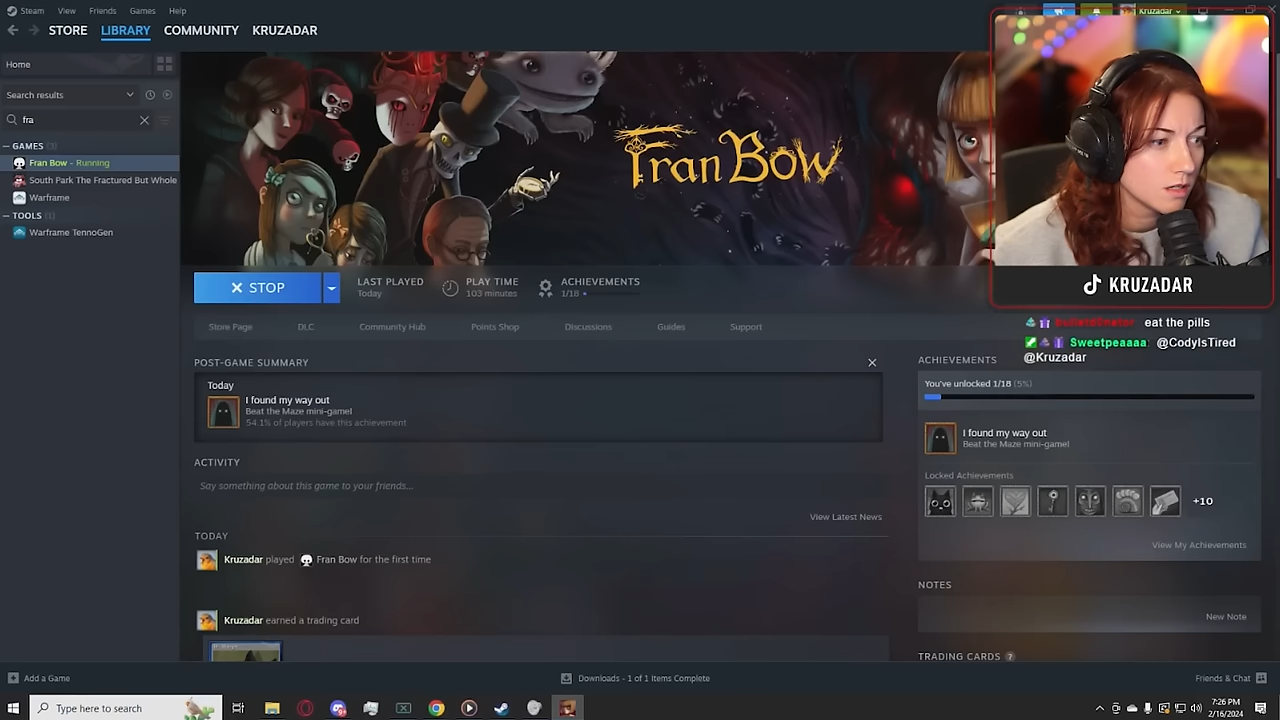 Steam View Friends Games Help
Kruzadar
STORE LIBRARY COMMUNITY KRUZADAR
Home
Search results
fra
GAMES (3)
Fran Bow - Running
South Park The Fractured But Whole
Warframe
TOOLS (1)
Warframe TennoGen
Fran Bow
STOP
LAST PLAYED
Today
PLAY TIME
103 minutes
ACHIEVEMENTS
1/18
Store Page DLC Community Hub Points Shop Discussions Guides Support
KRUZADAR
eat the pills
Sweetpeaaaa: @CodyIsTired
@Kruzadar
POST-GAME SUMMARY
Today
I found my way out
Beat the Maze mini-game!
54.1% of players have this achievement
ACTIVITY
Say something about this game to your friends...
View Latest News
TODAY
Kruzadar played Fran Bow for the first time
Kruzadar earned a trading card
ACHIEVEMENTS
You've unlocked 1/18 (5%)
I found my way out
Beat the Maze mini-game!
Locked Achievements
+10
View My Achievements
NOTES
New Note
TRADING CARDS ?
Add a Game
Downloads - 1 of 1 Items Complete
Friends & Chat
Type here to search
7:26 PM
2/16/2024